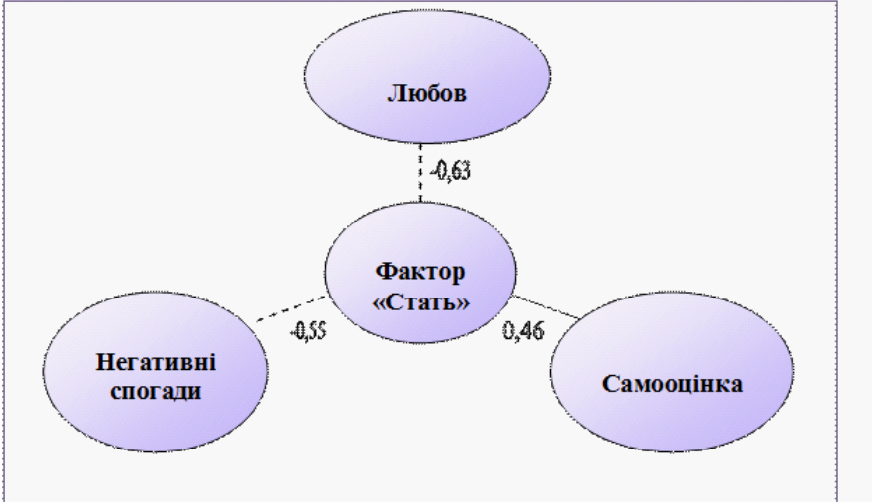 Любов
-0,63
Фактор
«Стать»
-0,55
0,46
Негативні
спогади
Самооцінка